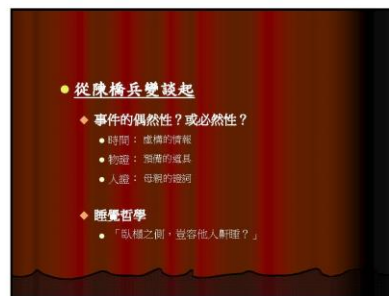 從陳橋兵變談起
事件的偶然性？或必然性？
時間： 虛構的情報
物證： 預備的道具
人證： 母親的證詞
睡覺哲學
「臥榻之側，豈容他人鼾睡？」